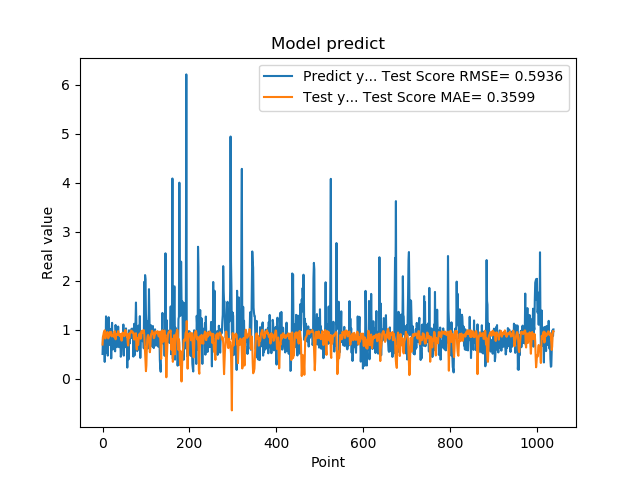 Model predict
Predict y... Test Score RMSE= 0.5936
Test y... Test Score MAE= 0.3599
6
5
4
3
2
1
0
Real value
0 200 400 600 800 1000
Point